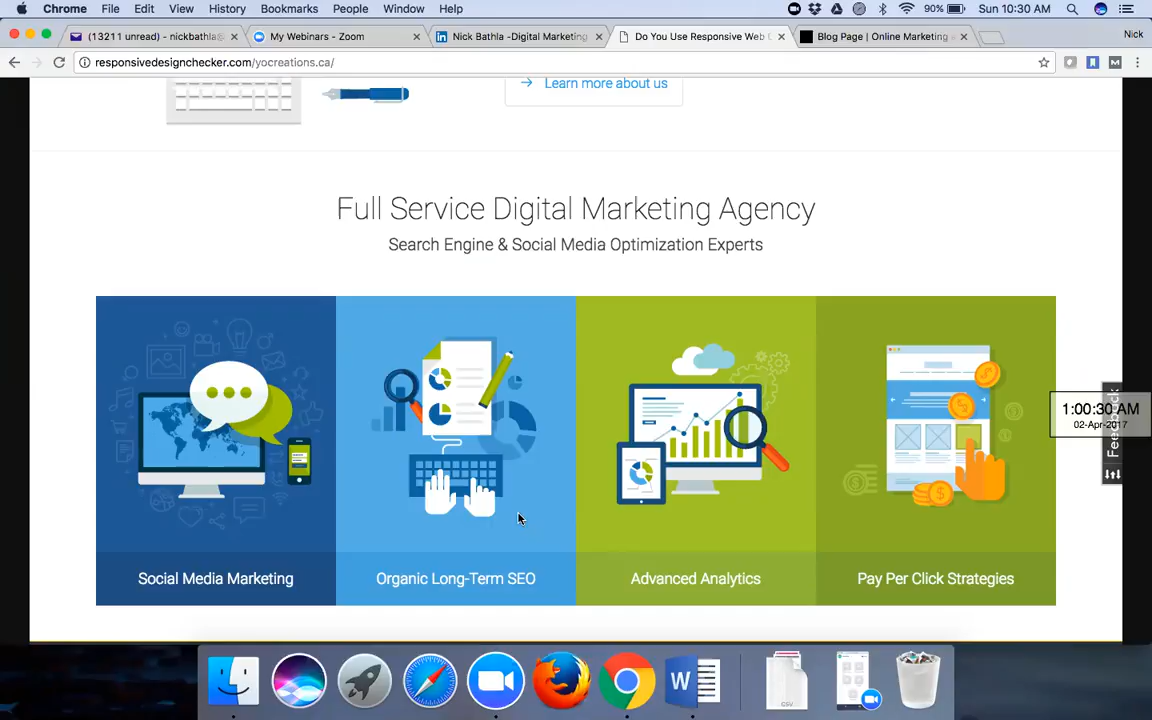 Chrome File Edit View History Bookmarks People Window Help 90% Sun 10:30 AM
(13211 unread) - nickbathla@ My Webinars - Zoom Nick Bathla -Digital Marketing Do You Use Responsive Web Blog Page | Online Marketing Nick
responsivedesignchecker.com/yocreations.ca/
Learn more about us
Full Service Digital Marketing Agency
Search Engine & Social Media Optimization Experts
1:00:30 AM
02-Apr-2017
Feedback
Social Media Marketing
Organic Long-Term SEO
Advanced Analytics
Pay Per Click Strategies
CSV